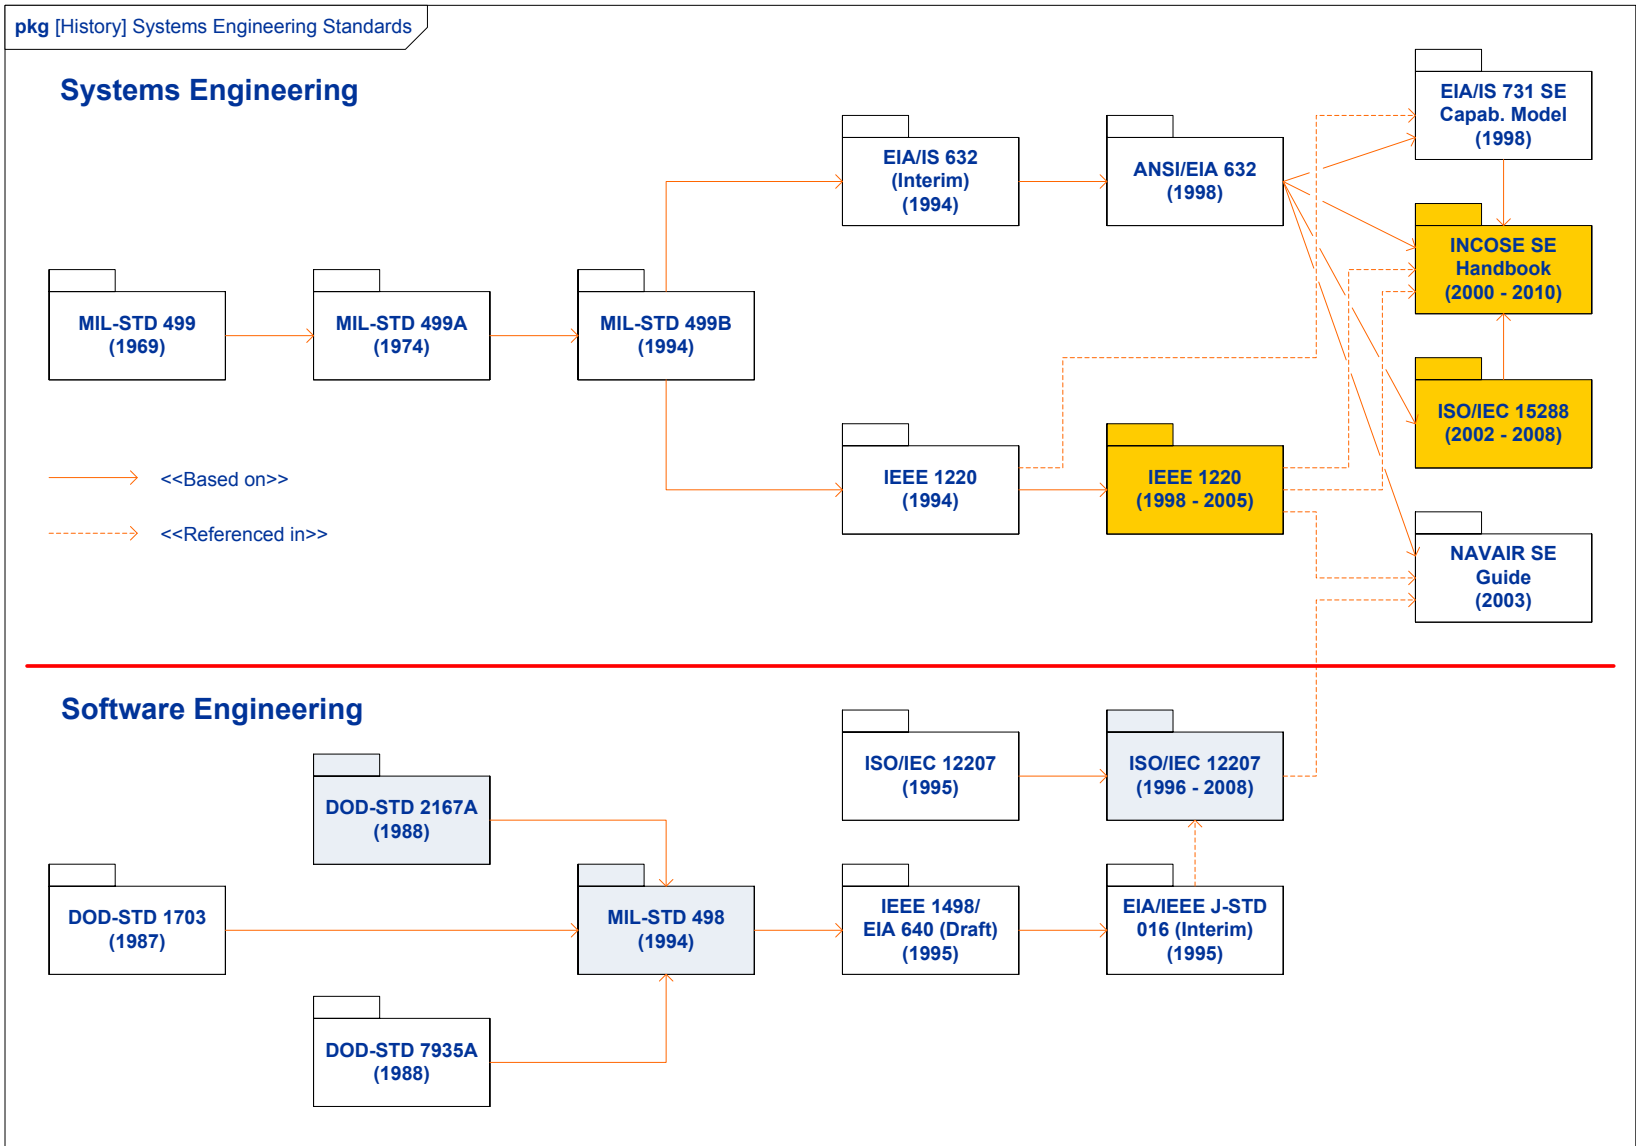 pkg [History] Systems Engineering Standards
Systems Engineering
EIA/IS 731 SE
Capab. Model
(1998)
EIA/IS 632
(Interim)
(1994)
ANSI/EIA 632
(1998)
INCOSE SE
Handbook
(2000 - 2010)
MIL-STD 499
(1969)
MIL-STD 499A
(1974)
MIL-STD 499B
(1994)
ISO/IEC 15288
(2002 - 2008)
<<Based on>>
<<Referenced in>>
IEEE 1220
(1994)
IEEE 1220
(1998 - 2005)
NAVAIR SE
Guide
(2003)
Software Engineering
ISO/IEC 12207
(1995)
ISO/IEC 12207
(1996 - 2008)
DOD-STD 2167A
(1988)
DOD-STD 1703
(1987)
MIL-STD 498
(1994)
IEEE 1498/
EIA 640 (Draft)
(1995)
EIA/IEEE J-STD
016 (Interim)
(1995)
DOD-STD 7935A
(1988)